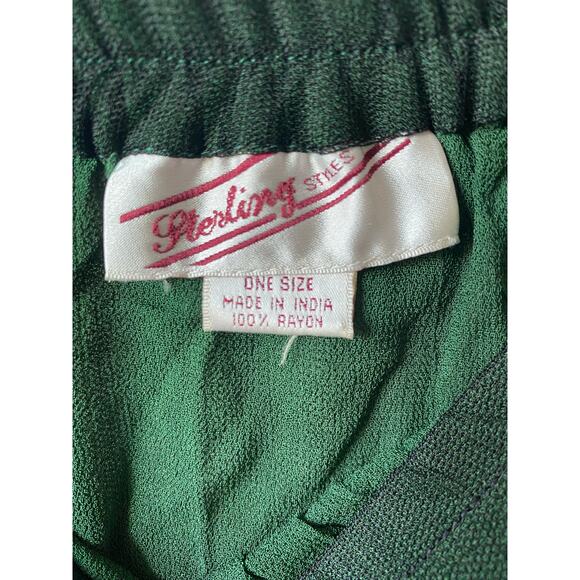 Sterling STYLES
ONE SIZE
MADE IN INDIA
100% RAYON